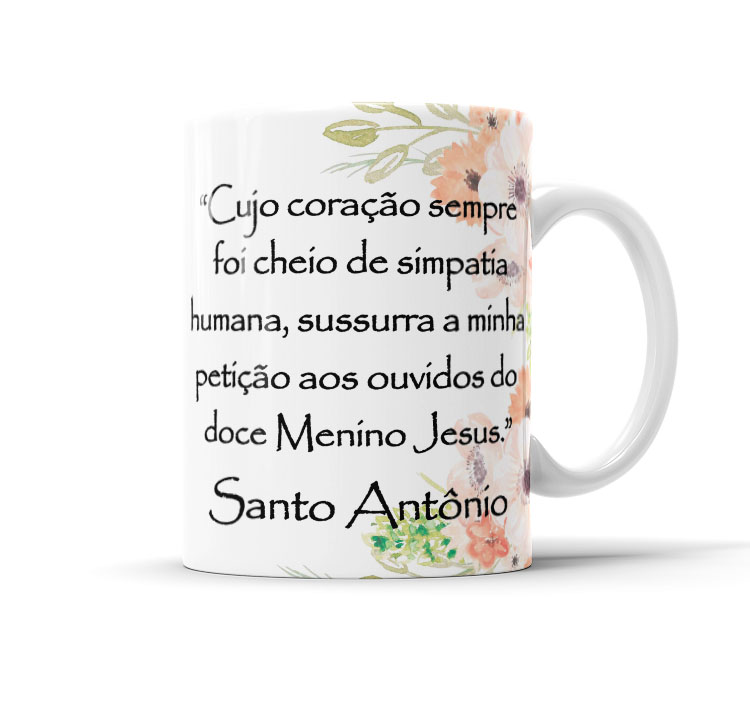 “Cujo coração sempre
foi cheio de simpatia
humana, sussurra a minha
petição aos ouvidos do
doce Menino Jesus.”
Santo Antônio